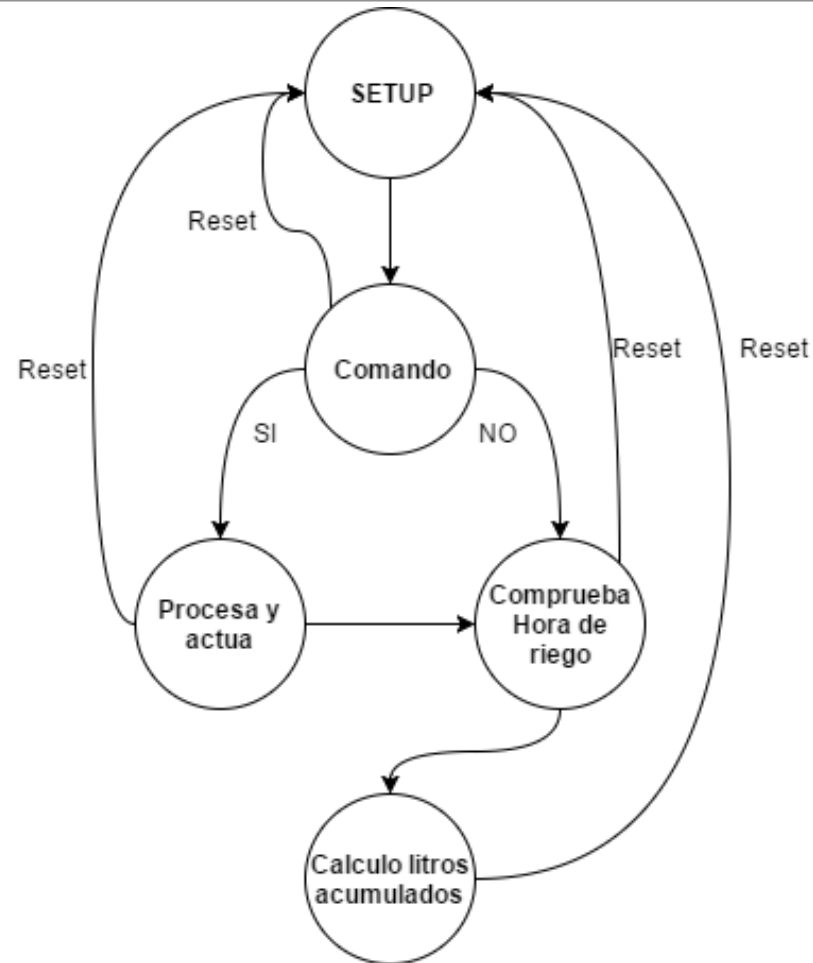 SETUP
Reset
Reset
Reset
Reset
Comando
SI
NO
Procesa y
actua
Comprueba
Hora de
riego
Calculo litros
acumulados